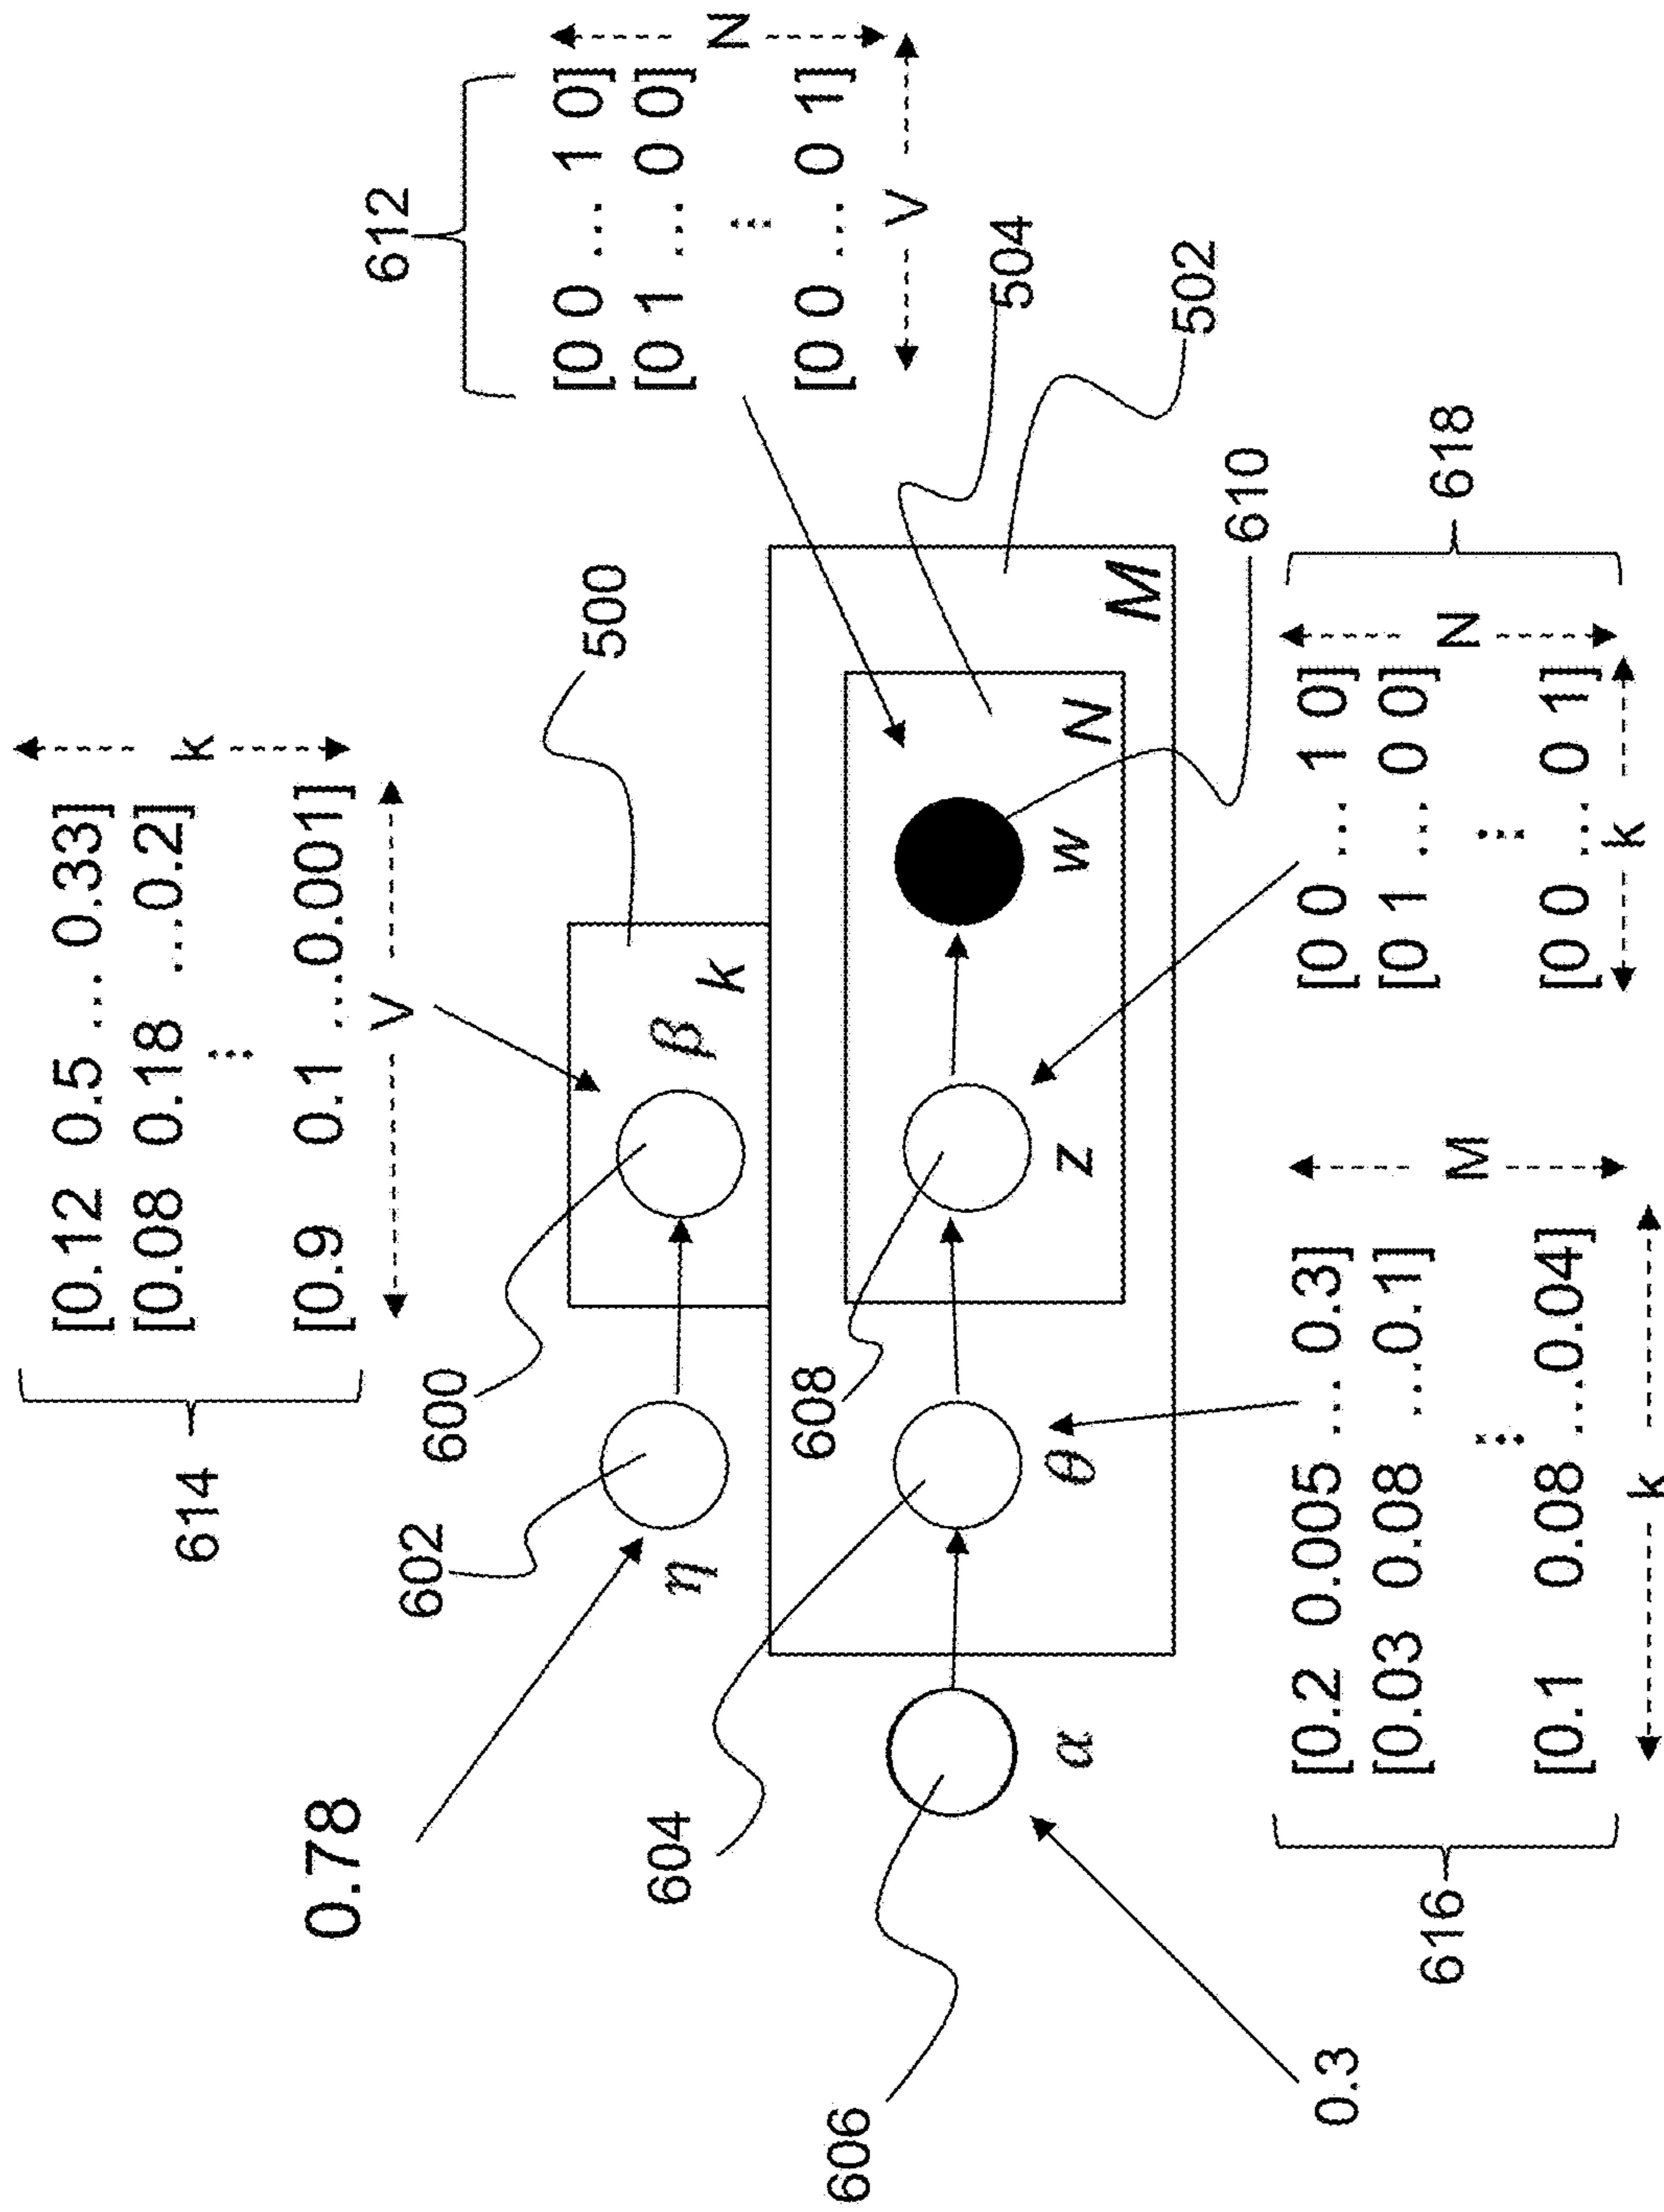 614
[0.12 0.5 ... 0.33]
[0.08 0.18 ...0.2]
⋮
[0.9 0.1 ...0.001]
k
V
612
[0 0 ... 1 0]
[0 1 ... 0 0]
⋮
[0 0 ... 0 1]
N
V
0.78
602
600
500
η
β
k
504
502
604
608
606
α
θ
z
w
N
M
610
0.3
616
[0.2 0.005 ... 0.3]
[0.03 0.08 ...0.1]
⋮
[0.1 0.08 ...0.04]
M
k
[0 0 ... 1 0]
[0 1 ... 0 0]
⋮
[0 0 ... 0 1]
N
k
618